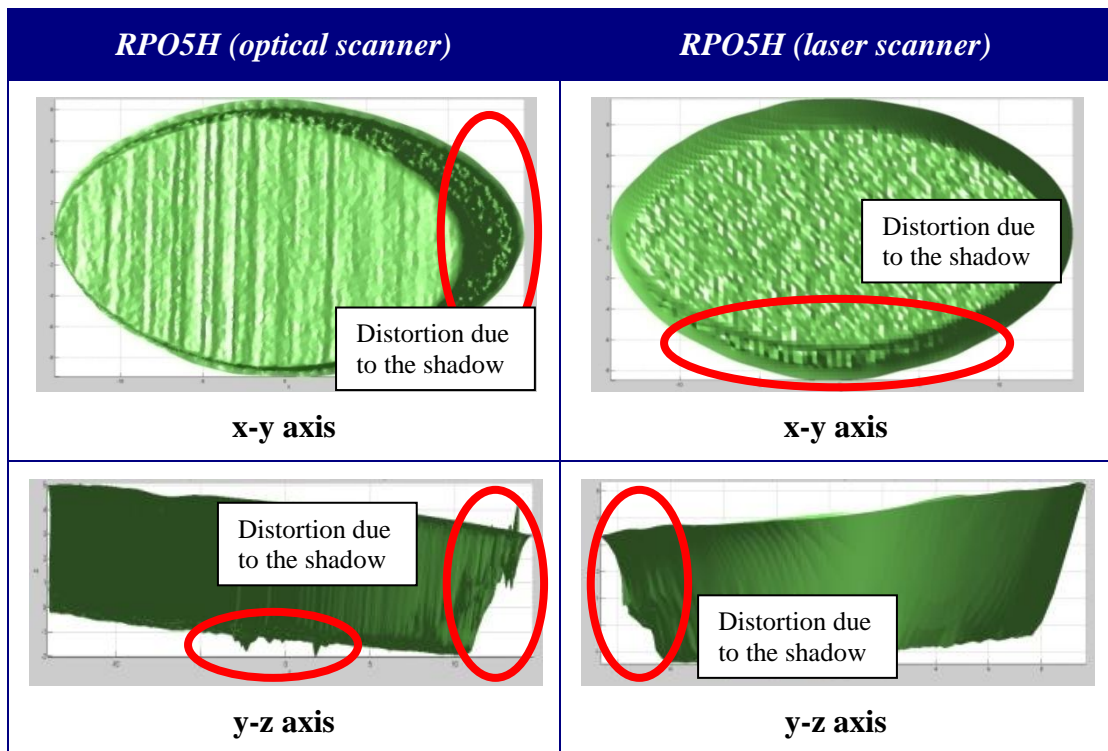 RPO5H (optical scanner)
RPO5H (laser scanner)
Distortion due
to the shadow
x-y axis
Distortion due
to the shadow
x-y axis
Distortion due
to the shadow
y-z axis
Distortion due
to the shadow
y-z axis